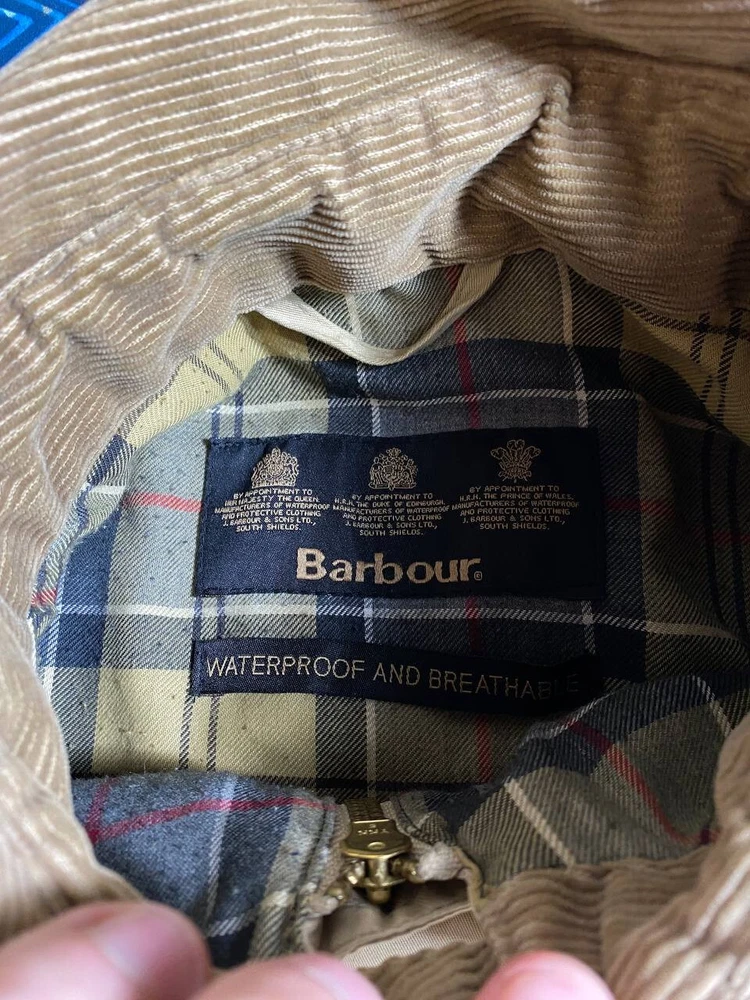 BY APPOINTMENT TO
HER MAJESTY THE QUEEN.
MANUFACTURERS OF WATERPROOF
AND PROTECTIVE CLOTHING
J. BARBOUR & SONS LTD.,
SOUTH SHIELDS.
BY APPOINTMENT TO
H.R.H. THE DUKE OF EDINBURGH,
MANUFACTURERS OF WATERPROOF
AND PROTECTIVE CLOTHING
J. BARBOUR & SONS LTD.,
SOUTH SHIELDS.
BY APPOINTMENT TO
H.R.H. THE PRINCE OF WALES,
MANUFACTURERS OF WATERPROOF
AND PROTECTIVE CLOTHING
J. BARBOUR & SONS LTD.,
SOUTH SHIELDS.
Barbour®
WATERPROOF AND BREATHABLE
YKK